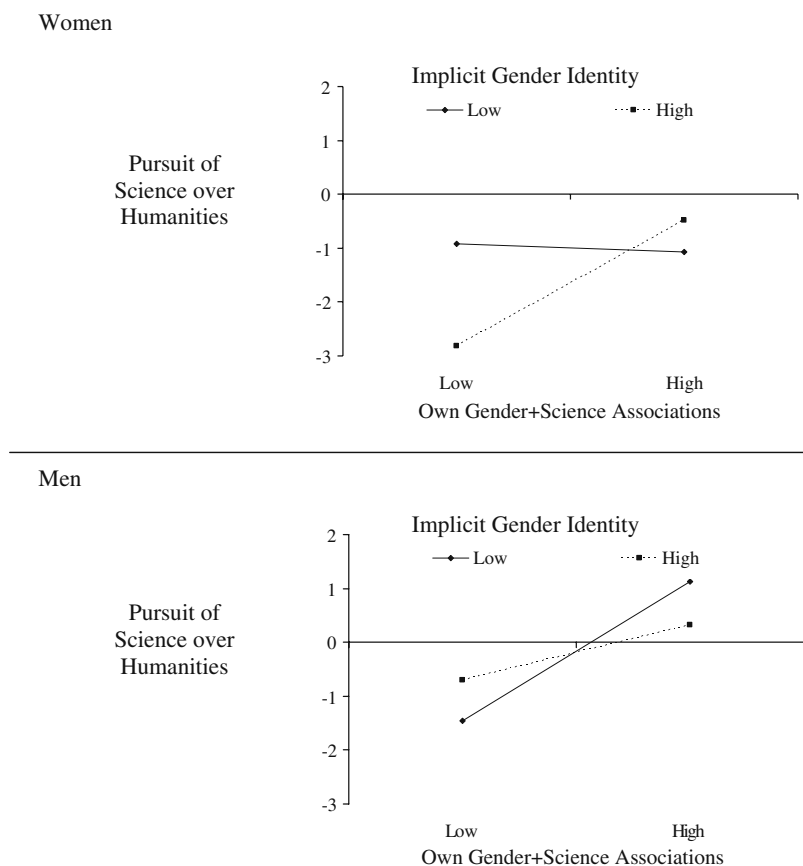 Women
Implicit Gender Identity
Low High
2
1
0
-1
-2
-3
Pursuit of
Science over
Humanities
Low High
Own Gender+Science Associations
Men
Implicit Gender Identity
Low High
2
1
0
-1
-2
-3
Pursuit of
Science over
Humanities
Low High
Own Gender+Science Associations